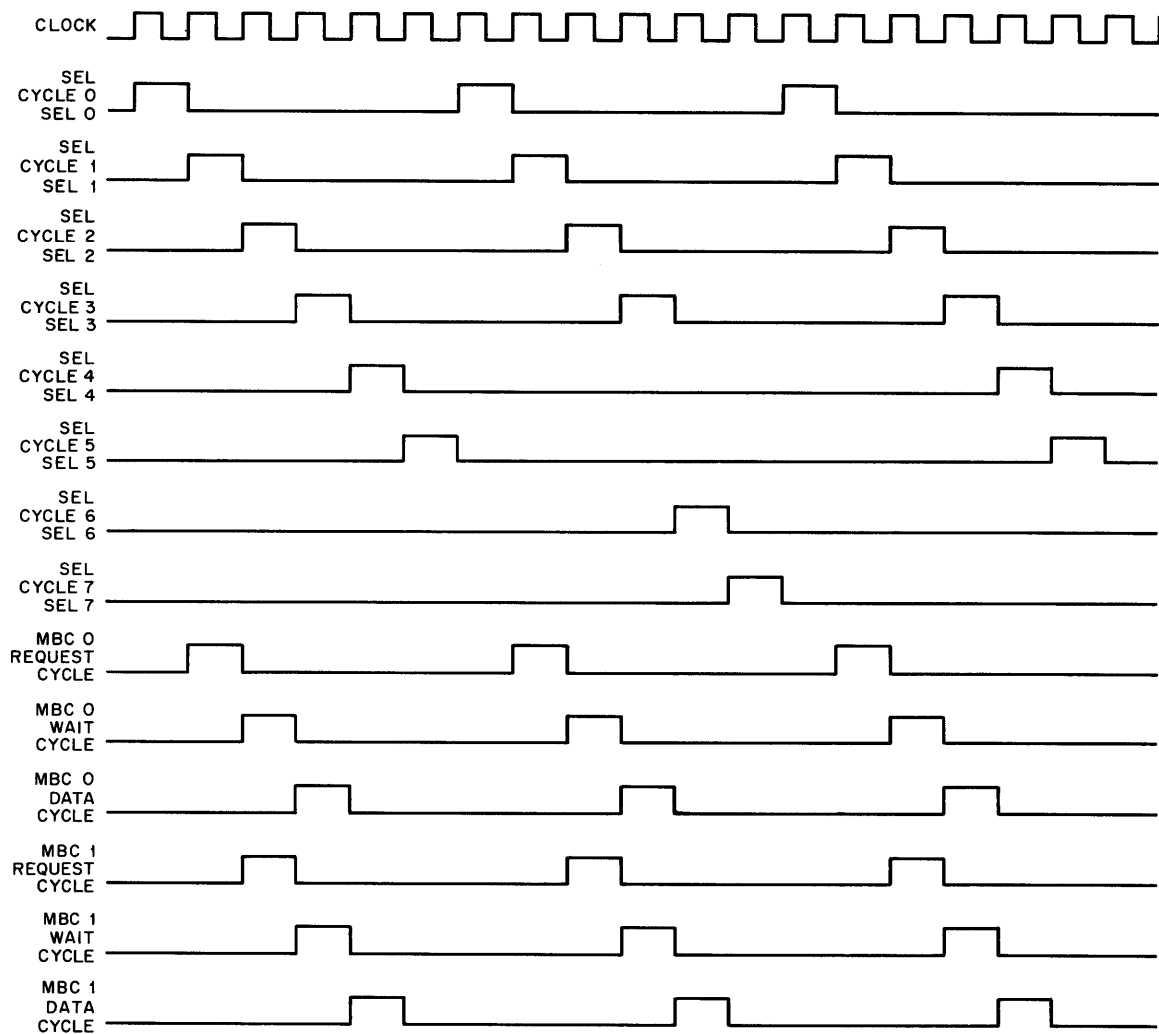 CLOCK
SEL
CYCLE 0
SEL 0
SEL
CYCLE 1
SEL 1
SEL
CYCLE 2
SEL 2
SEL
CYCLE 3
SEL 3
SEL
CYCLE 4
SEL 4
SEL
CYCLE 5
SEL 5
SEL
CYCLE 6
SEL 6
SEL
CYCLE 7
SEL 7
MBC 0
REQUEST
CYCLE
MBC 0
WAIT
CYCLE
MBC 0
DATA
CYCLE
MBC 1
REQUEST
CYCLE
MBC 1
WAIT
CYCLE
MBC 1
DATA
CYCLE